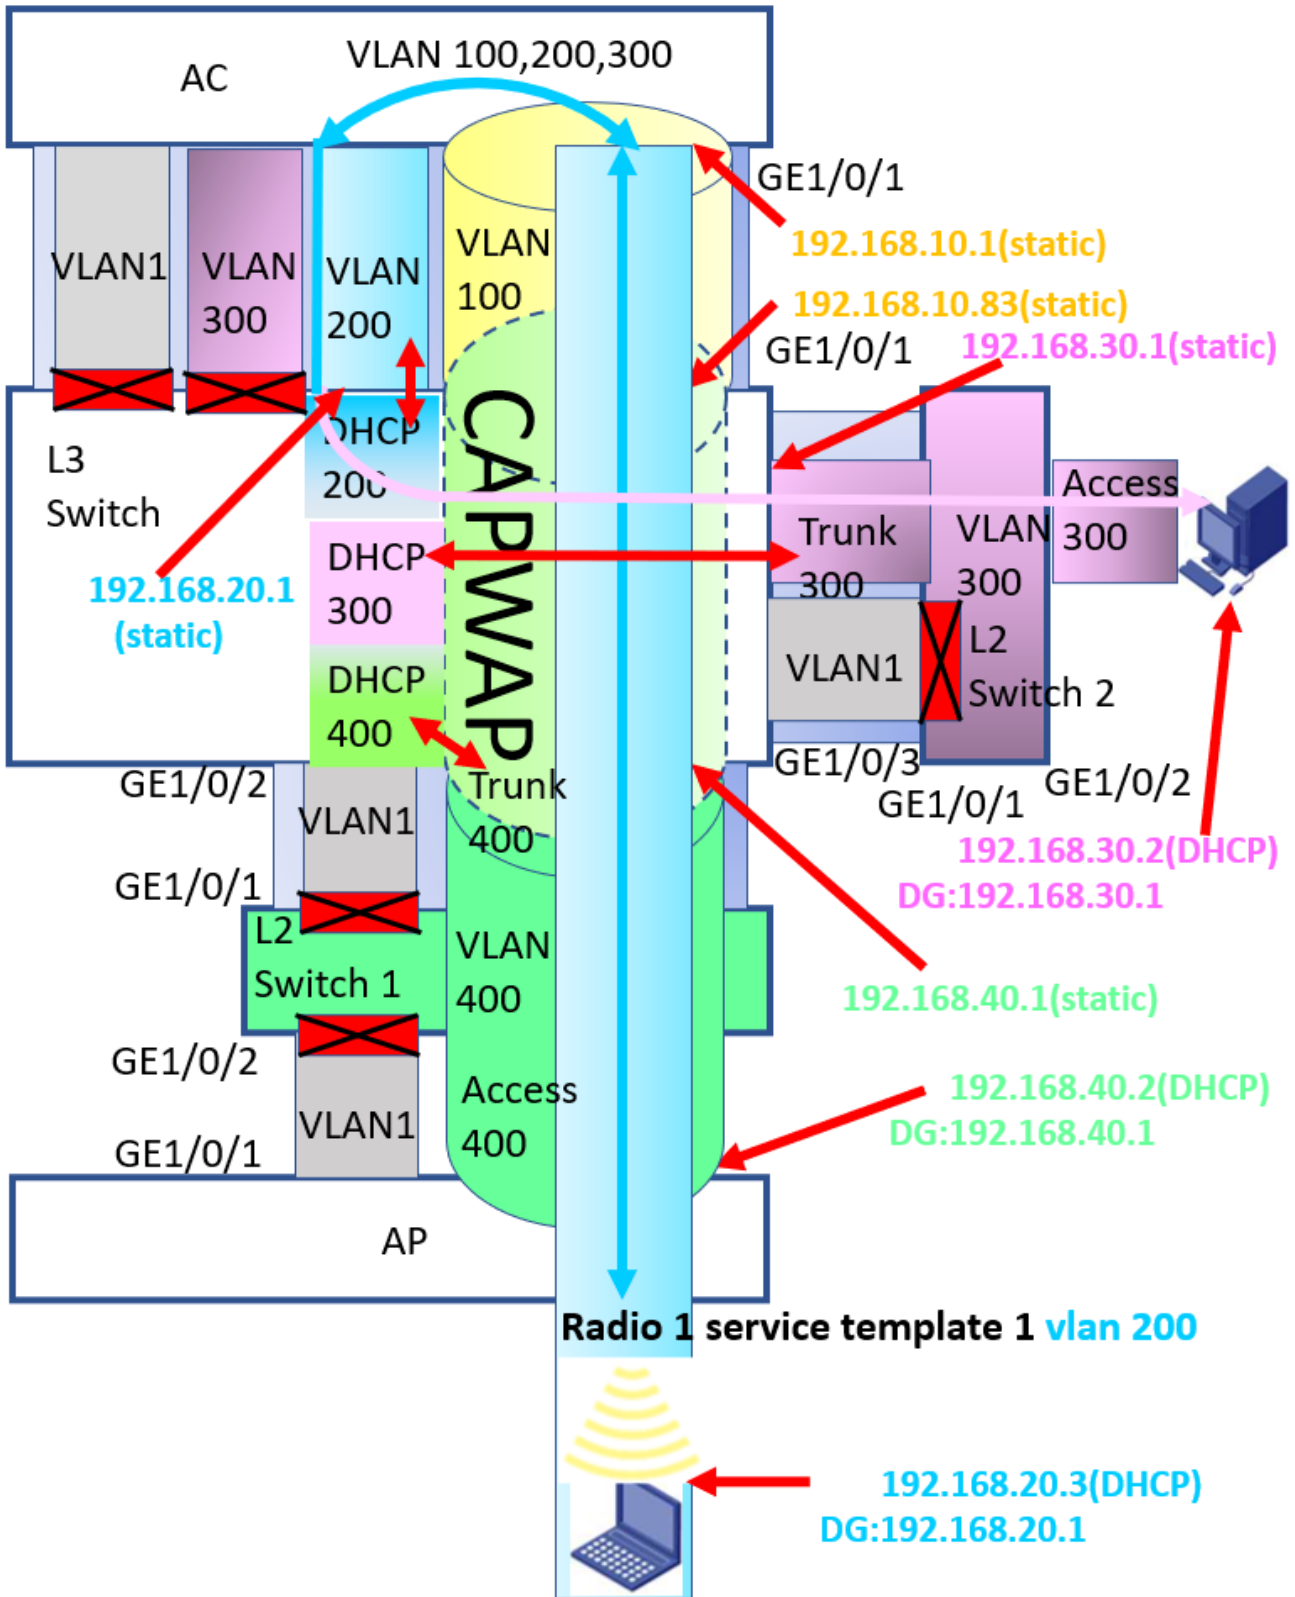 AC
VLAN 100,200,300
GE1/0/1
VLAN1
VLAN
300
VLAN
200
VLAN
100
192.168.10.1(static)
192.168.10.83(static)
GE1/0/1
192.168.30.1(static)
L3
Switch
DHCP
200
CAPWAP
DHCP
300
DHCP
400
192.168.20.1
(static)
Trunk
300
VLAN
300
Access
300
VLAN1
L2
Switch 2
GE1/0/3
GE1/0/1
GE1/0/2
192.168.30.2(DHCP)
DG:192.168.30.1
GE1/0/2
VLAN1
Trunk
400
GE1/0/1
L2
Switch 1
VLAN
400
192.168.40.1(static)
GE1/0/2
VLAN1
GE1/0/1
Access
400
192.168.40.2(DHCP)
DG:192.168.40.1
AP
Radio 1 service template 1 vlan 200
192.168.20.3(DHCP)
DG:192.168.20.1